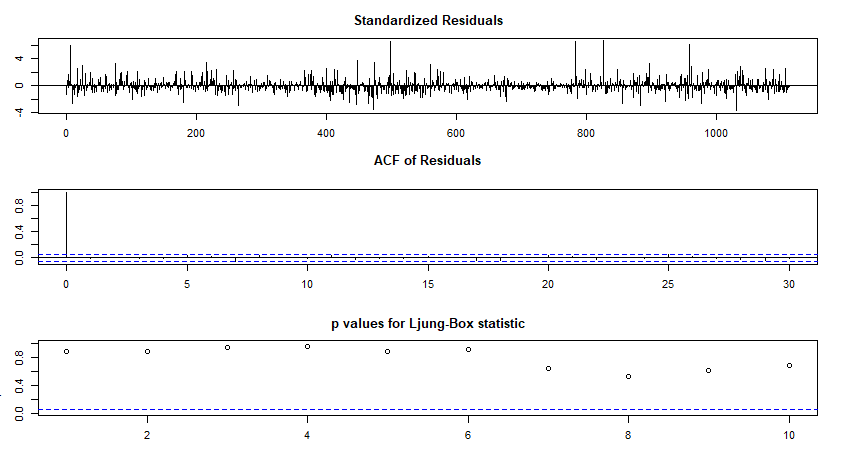 Standardized Residuals
4
0
-4
0 200 400 600 800 1000
ACF of Residuals
0.8
0.4
0.0
0 5 10 15 20 25 30
p values for Ljung-Box statistic
0.8
0.4
0.0
2 4 6 8 10